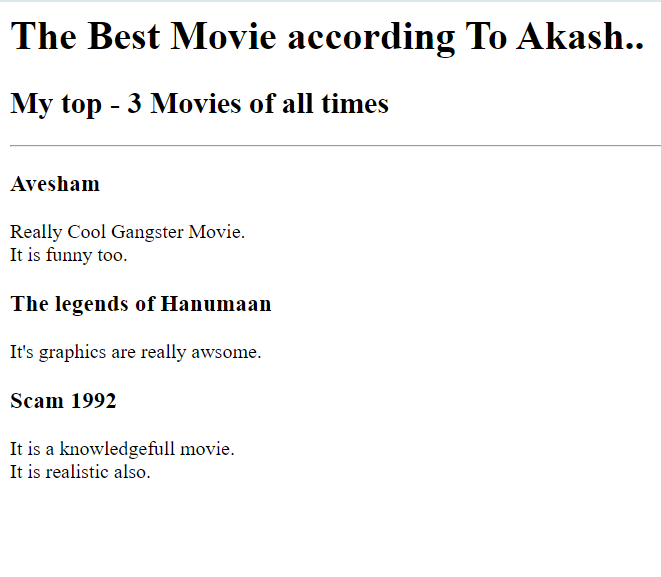 The Best Movie according To Akash..
My top - 3 Movies of all times
Avesham
Really Cool Gangster Movie.
It is funny too.
The legends of Hanumaan
It's graphics are really awsome.
Scam 1992
It is a knowledgefull movie.
It is realistic also.